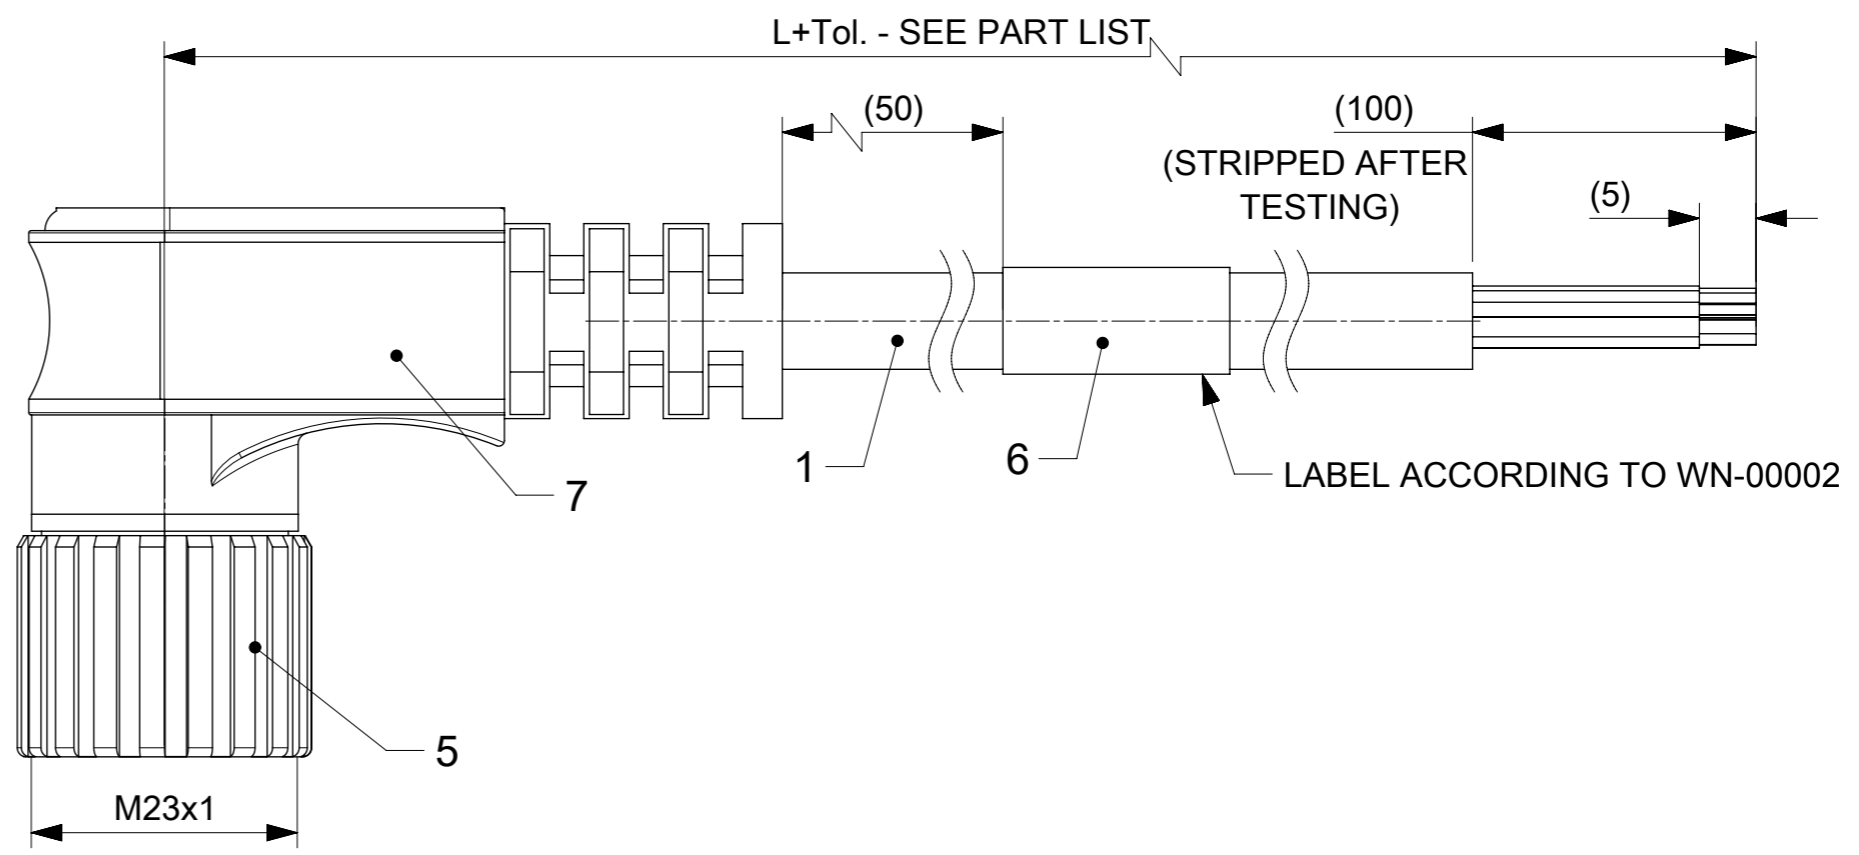 L+Tol. - SEE PART LIST
(50)
(100)
(STRIPPED AFTER
TESTING)
(5)
1
6
LABEL ACCORDING TO WN-00002
7
5
M23x1